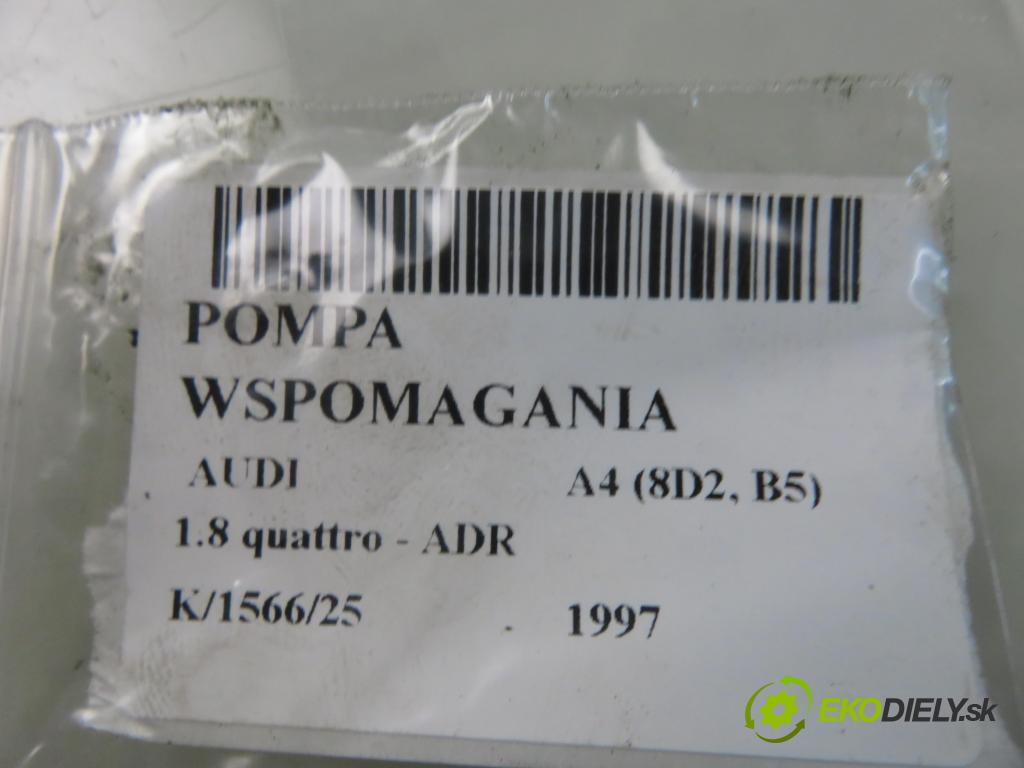 POMPA
WSPOMAGANIA
AUDI A4 (8D2, B5)
1.8 quattro - ADR
K/1566/25 1997
EKODIELY.sk